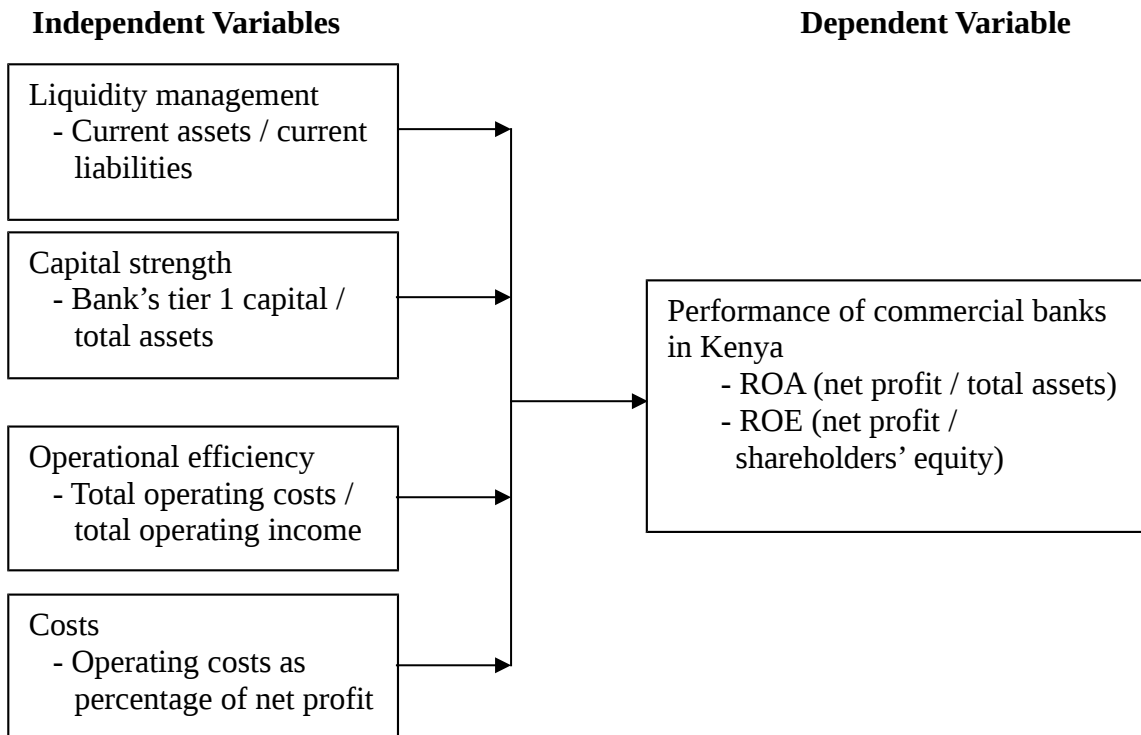 Independent Variables
Dependent Variable
Liquidity management
- Current assets / current
liabilities
Capital strength
- Bank’s tier 1 capital /
total assets
Operational efficiency
- Total operating costs /
total operating income
Costs
- Operating costs as
percentage of net profit
Performance of commercial banks
in Kenya
- ROA (net profit / total assets)
- ROE (net profit /
shareholders’ equity)